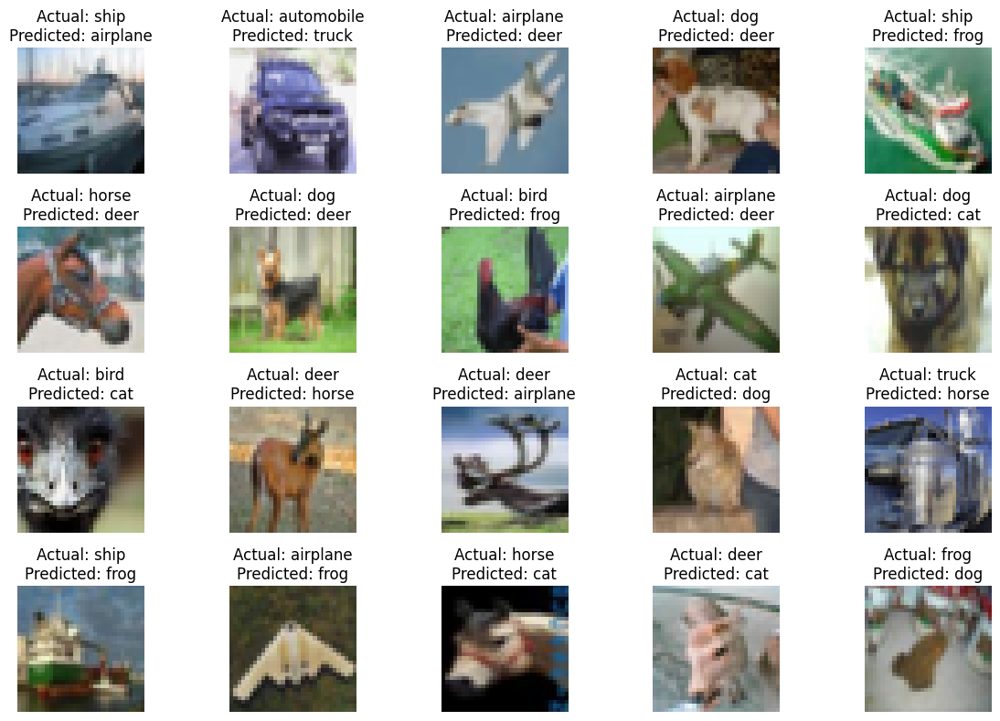 Actual: ship
Predicted: airplane
Actual: automobile
Predicted: truck
Actual: airplane
Predicted: deer
Actual: dog
Predicted: deer
Actual: ship
Predicted: frog
Actual: horse
Predicted: deer
Actual: dog
Predicted: deer
Actual: bird
Predicted: frog
Actual: airplane
Predicted: deer
Actual: dog
Predicted: cat
Actual: bird
Predicted: cat
Actual: deer
Predicted: horse
Actual: deer
Predicted: airplane
Actual: cat
Predicted: dog
Actual: truck
Predicted: horse
Actual: ship
Predicted: frog
Actual: airplane
Predicted: frog
Actual: horse
Predicted: cat
Actual: deer
Predicted: cat
Actual: frog
Predicted: dog